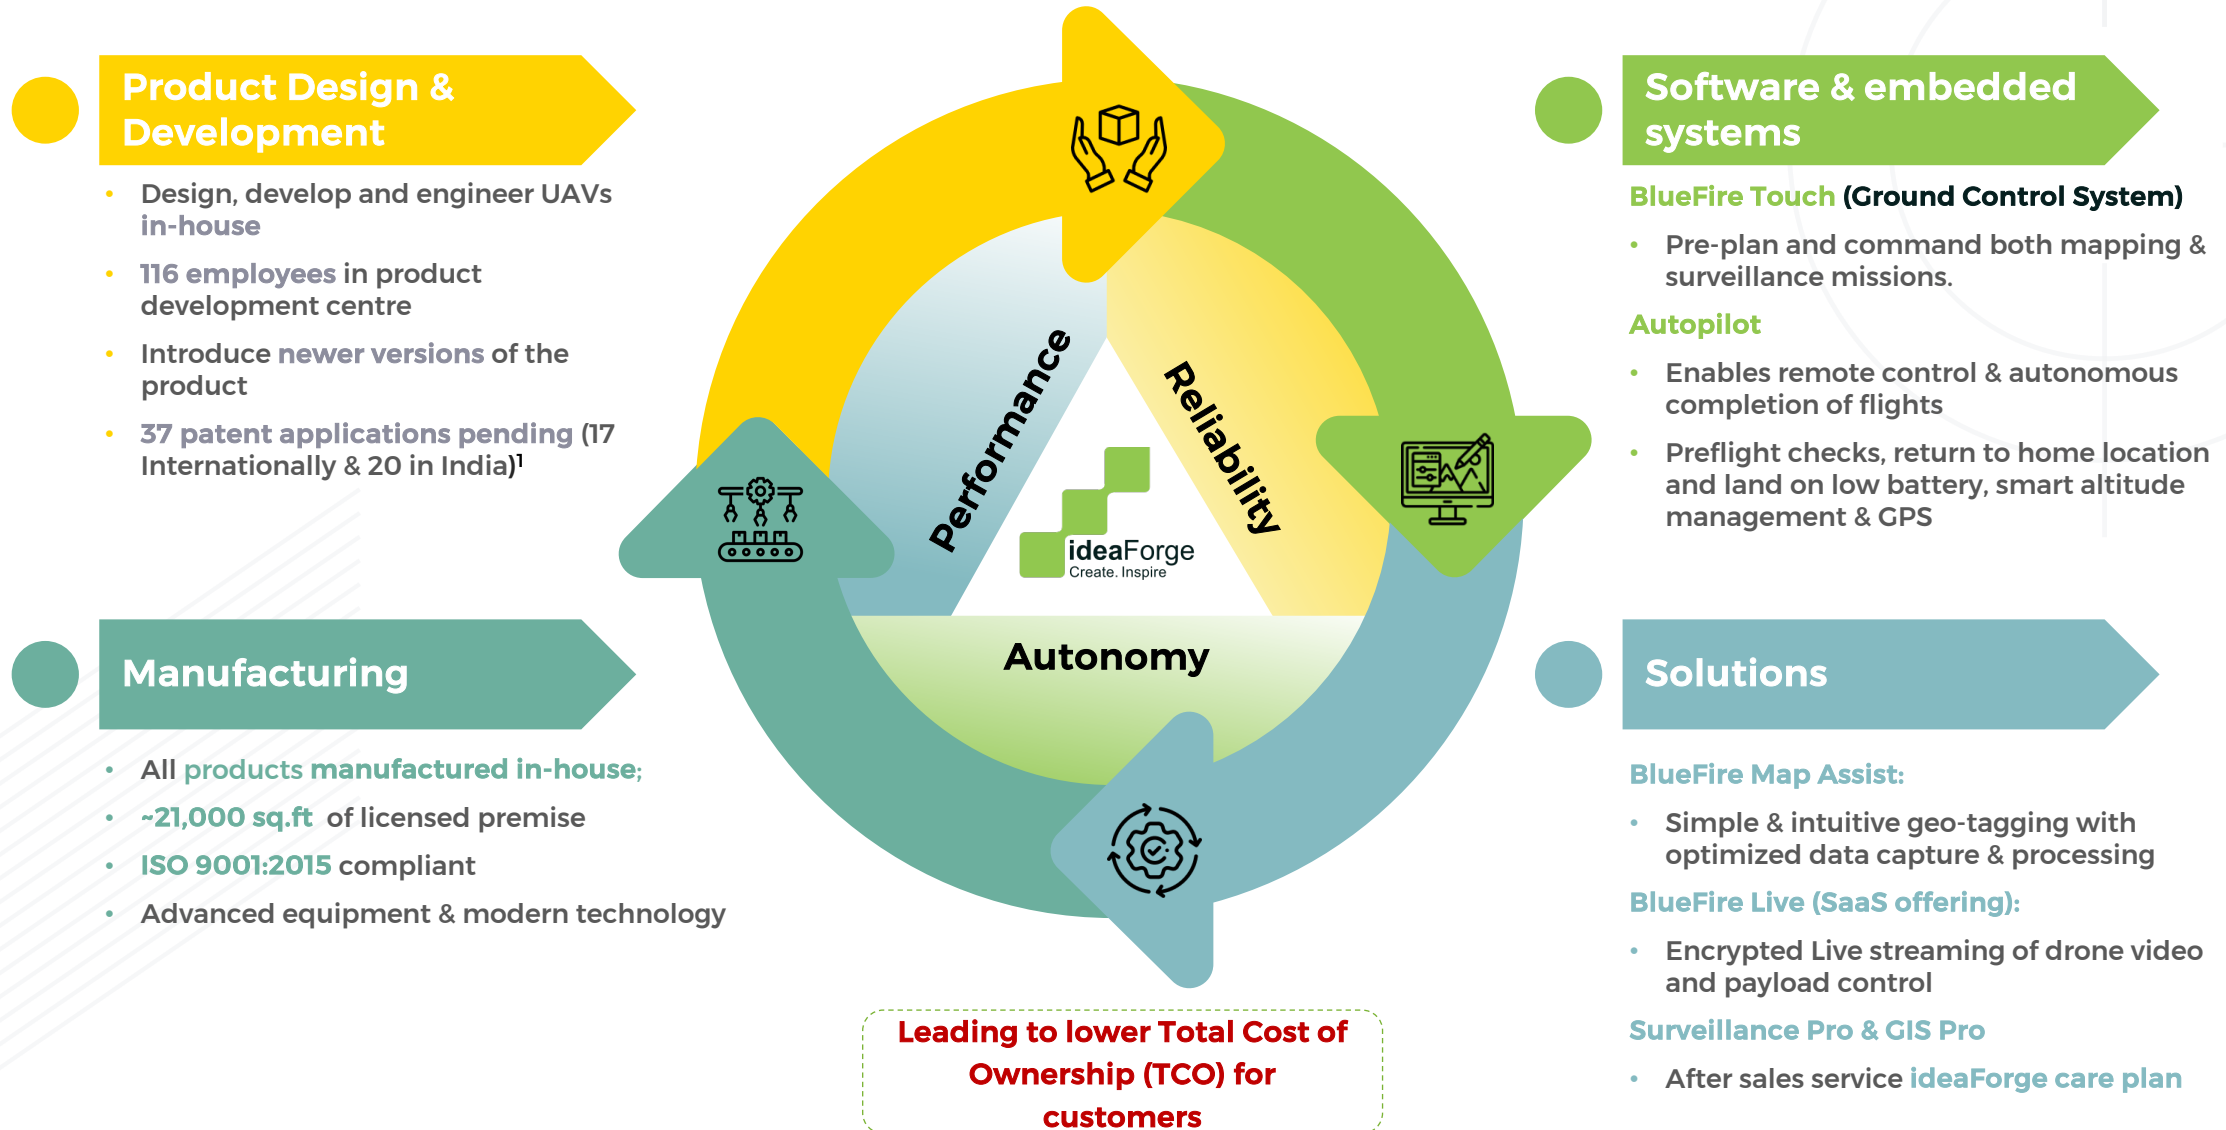 Product Design &
Development
• Design, develop and engineer UAVs
in-house
• 116 employees in product
development centre
• Introduce newer versions of the
product
• 37 patent applications pending (17
Internationally & 20 in India)¹
Manufacturing
• All products manufactured in-house;
• ~21,000 sq.ft of licensed premise
• ISO 9001:2015 compliant
• Advanced equipment & modern technology
Performance
Reliability
Autonomy
ideaForge
Create. Inspire
Leading to lower Total Cost of
Ownership (TCO) for
customers
Software & embedded
systems
BlueFire Touch (Ground Control System)
• Pre-plan and command both mapping &
surveillance missions.
Autopilot
• Enables remote control & autonomous
completion of flights
• Preflight checks, return to home location
and land on low battery, smart altitude
management & GPS
Solutions
BlueFire Map Assist:
• Simple & intuitive geo-tagging with
optimized data capture & processing
BlueFire Live (SaaS offering):
• Encrypted Live streaming of drone video
and payload control
Surveillance Pro & GIS Pro
• After sales service ideaForge care plan